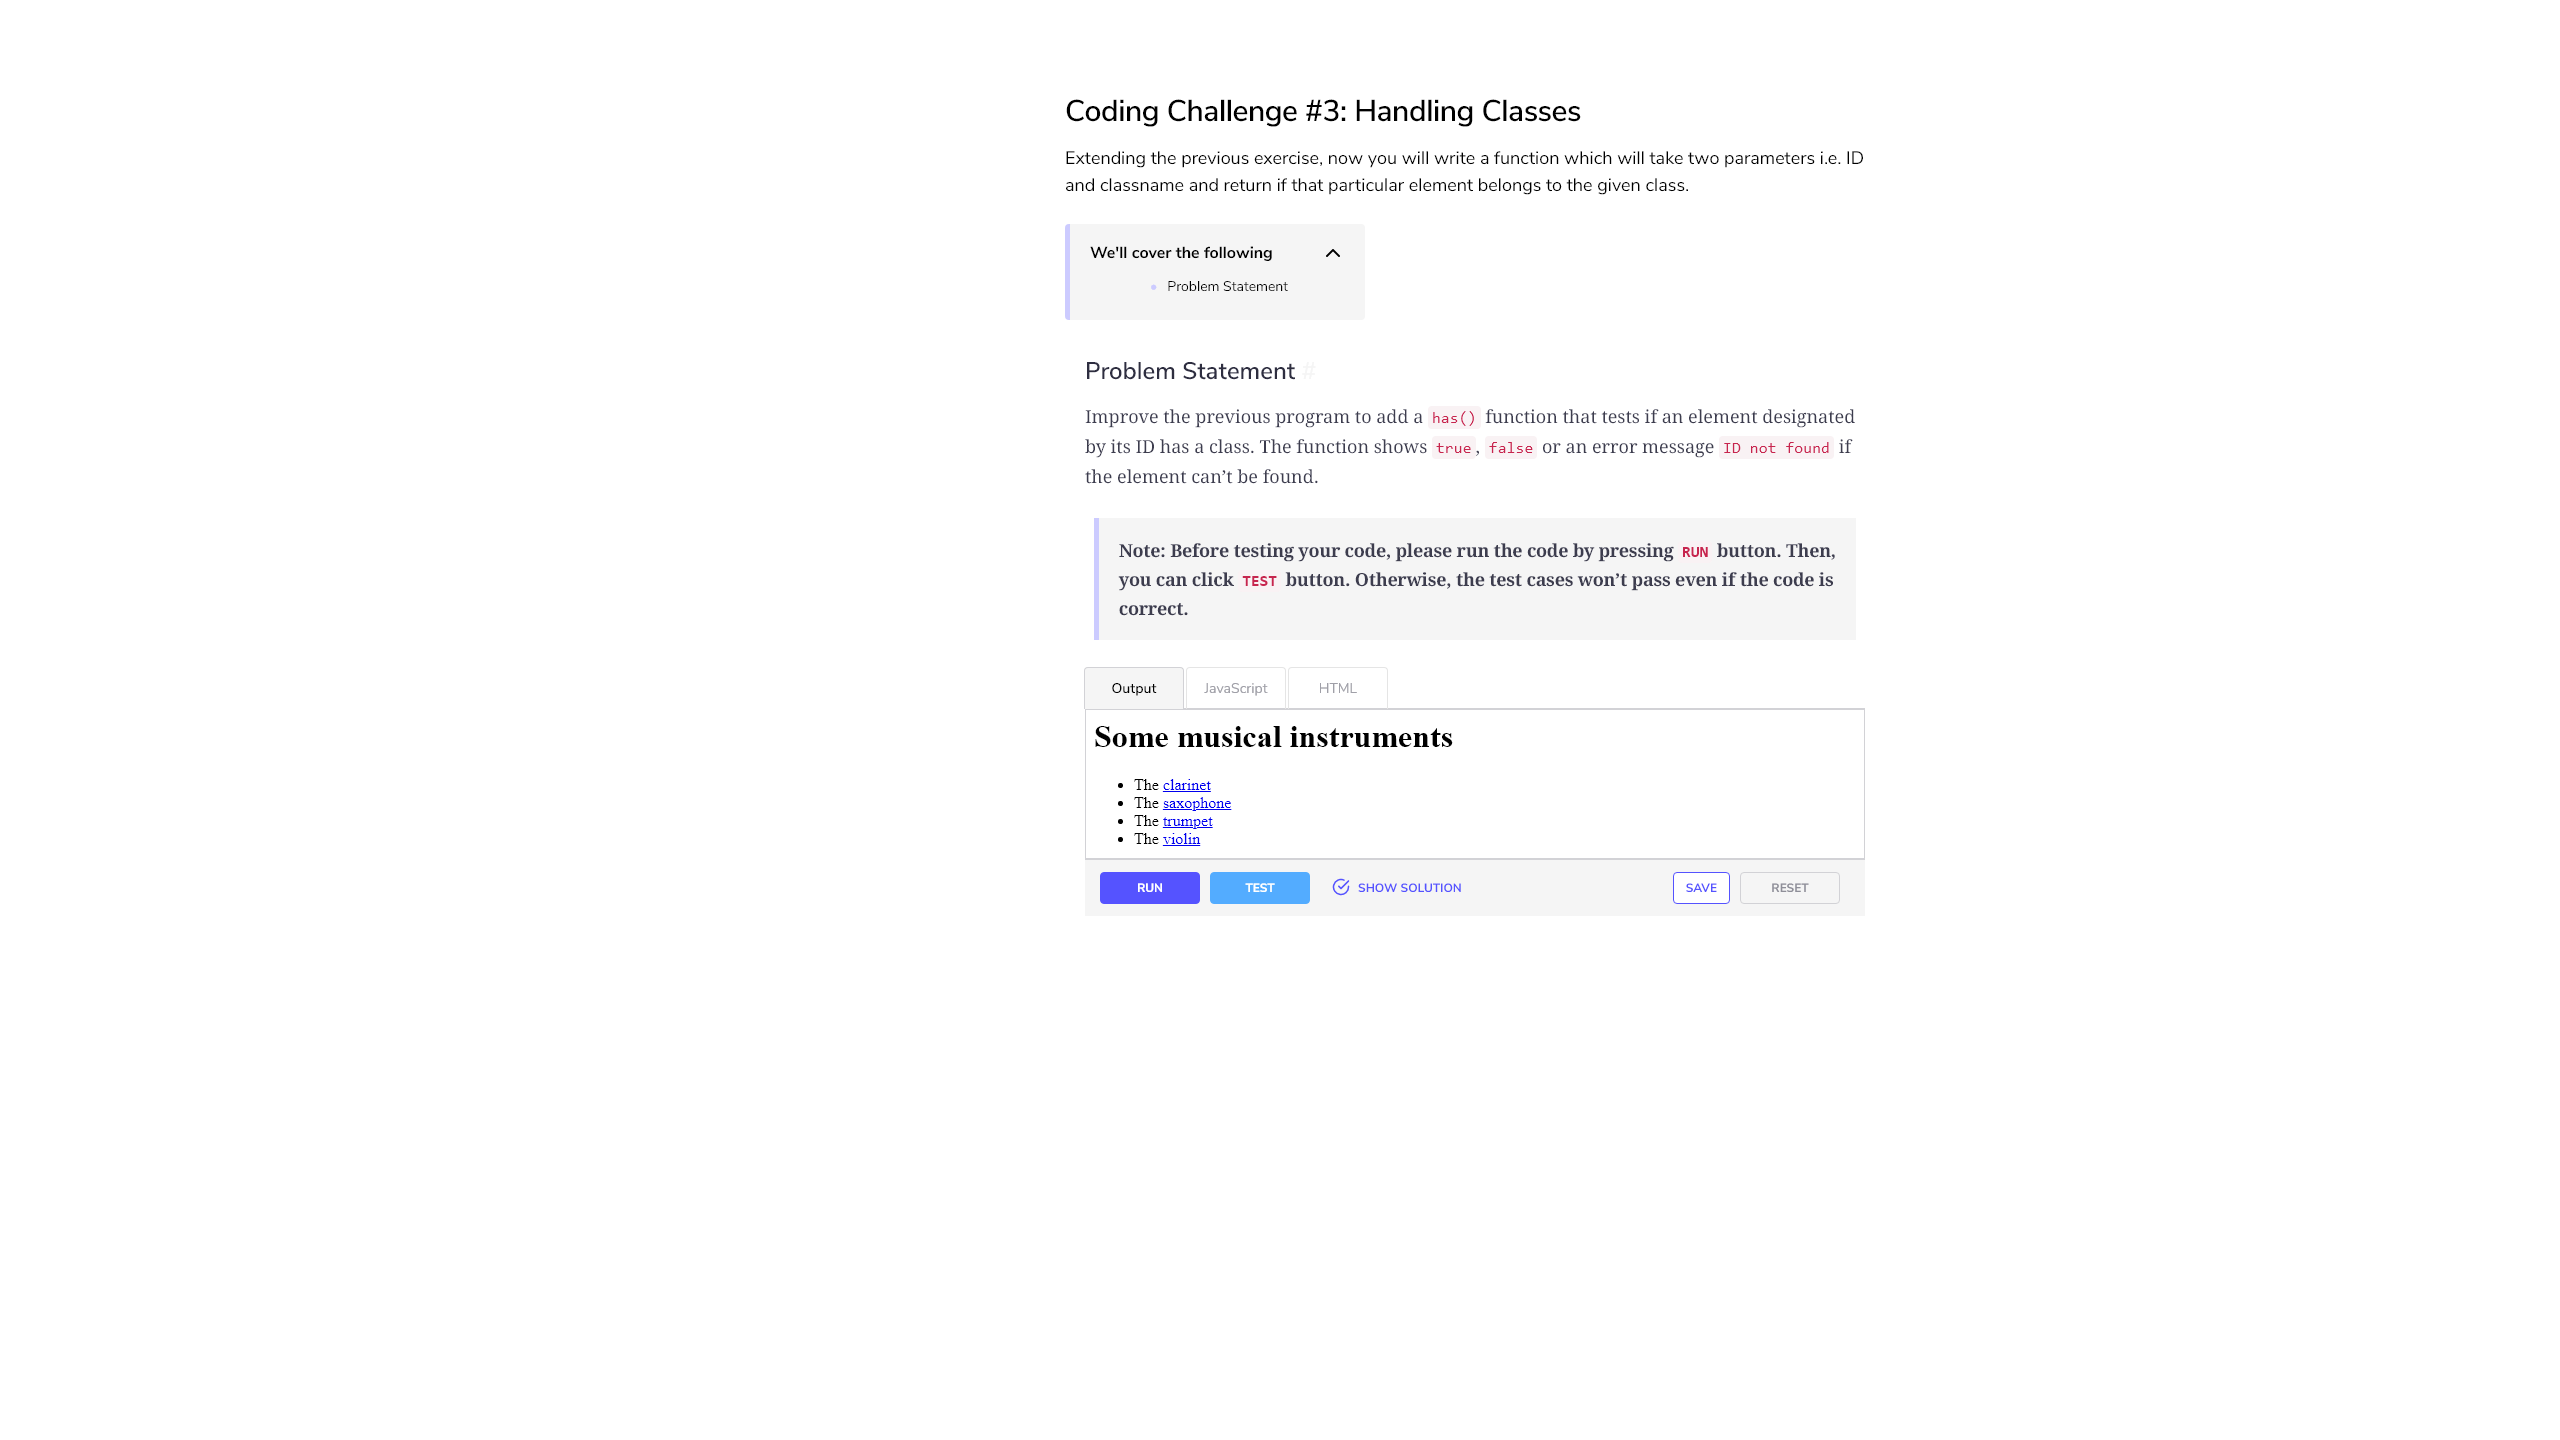 Coding Challenge #3: Handling Classes
Extending the previous exercise, now you will write a function which will take two parameters i.e. ID
and classname and return if that particular element belongs to the given class.
We'll cover the following
Problem Statement
Problem Statement #
Improve the previous program to add a has() function that tests if an element designated
by its ID has a class. The function shows true, false or an error message ID not found if
the element can’t be found.
Note: Before testing your code, please run the code by pressing RUN button. Then,
you can click TEST button. Otherwise, the test cases won’t pass even if the code is
correct.
Output JavaScript HTML
Some musical instruments
The clarinet
The saxophone
The trumpet
The violin
RUN TEST SHOW SOLUTION SAVE RESET